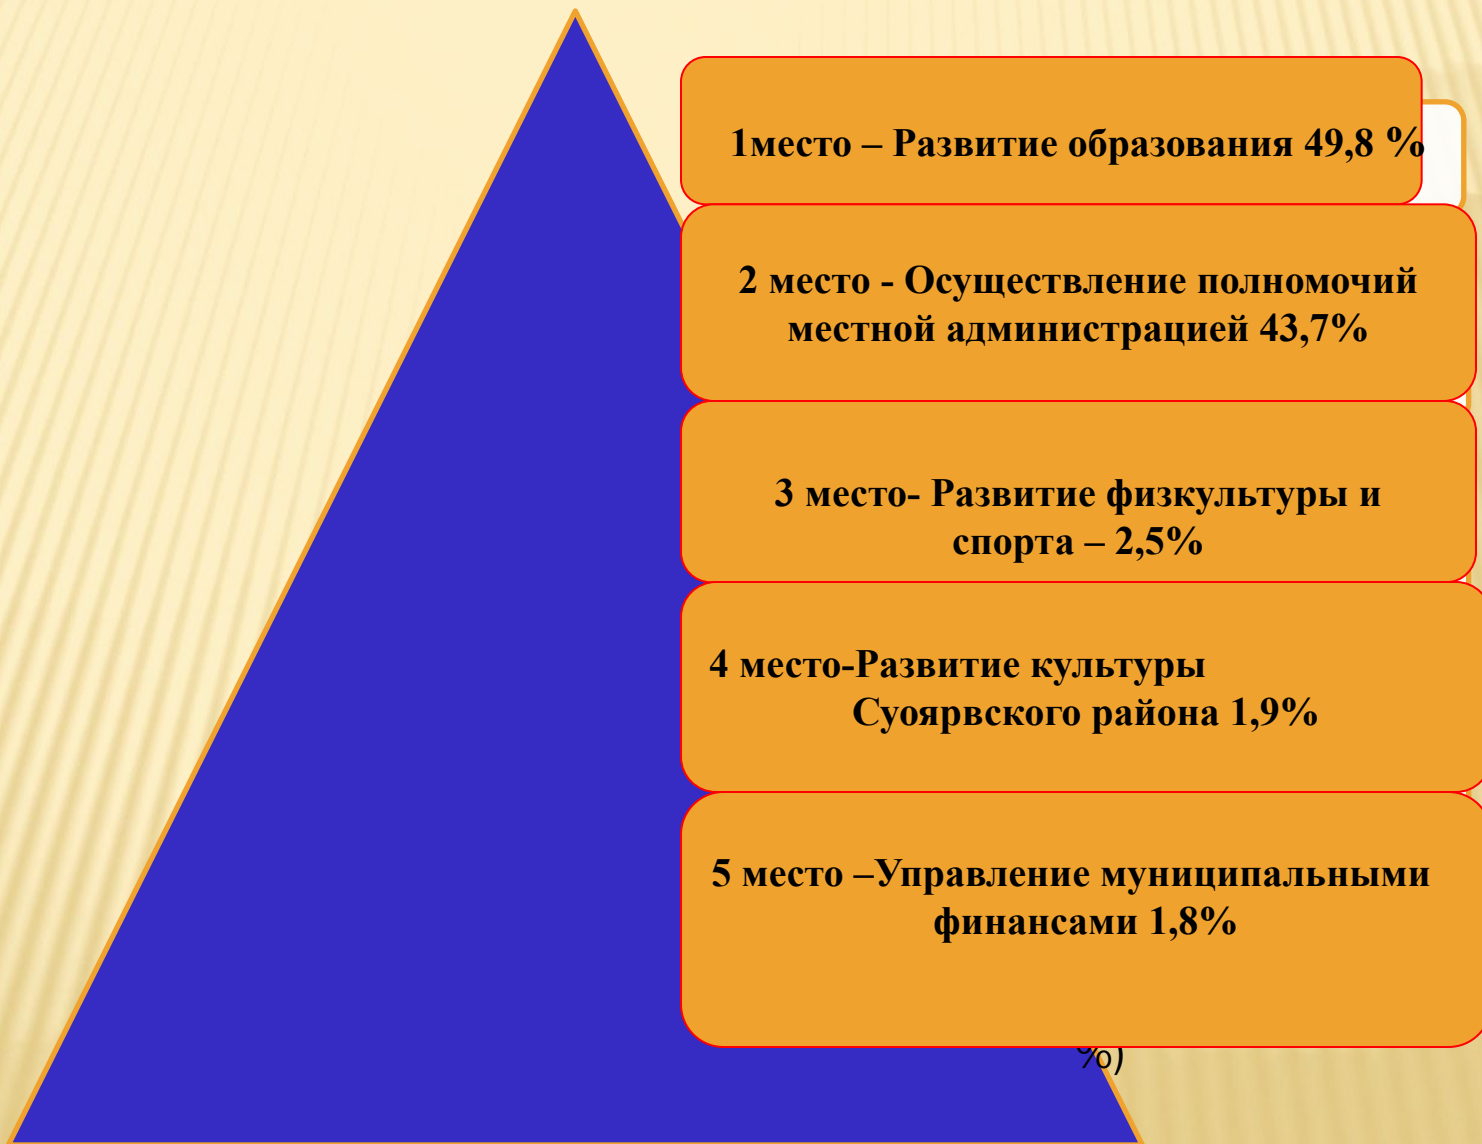 1место – Развитие образования 49,8 %
2 место - Осуществление полномочий
местной администрацией 43,7%
3 место- Развитие физкультуры и
спорта – 2,5%
4 место-Развитие культуры
Суоярвского района 1,9%
5 место –Управление муниципальными
финансами 1,8%
%)